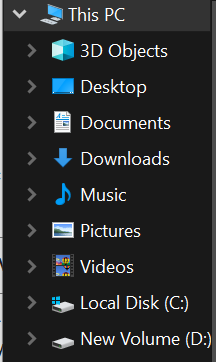 This PC
3D Objects
Desktop
Documents
Downloads
Music
Pictures
Videos
Local Disk (C:)
New Volume (D:)